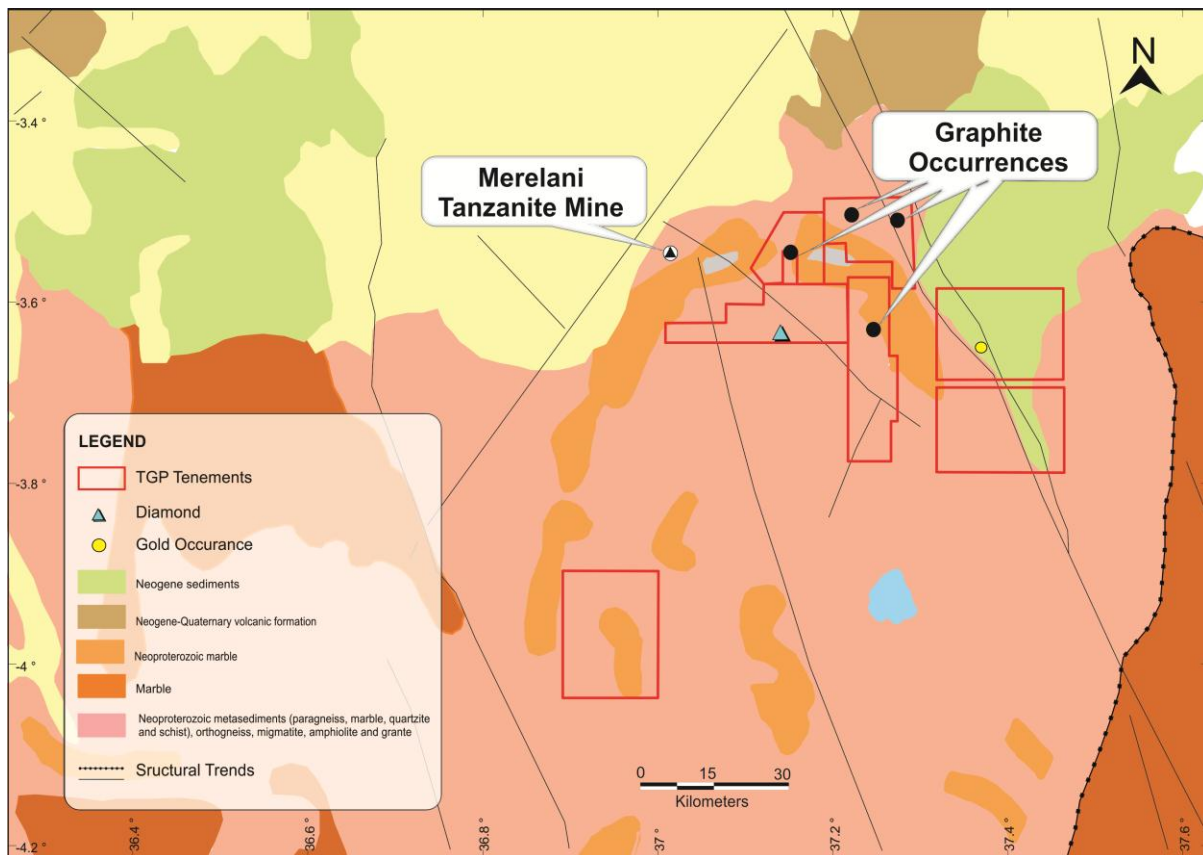 N
-3.4 °
Graphite
Occurrences
Merelani
Tanzanite Mine
-3.6 °
LEGEND
TGP Tenements
-3.8 °
Diamond
Gold Occurance
Neogene sediments
Neogene-Quaternary volcanic formation
Neoproterozoic marble
-4 °
Marble
Neoproterozoic metasediments (paragneiss, marble, quartzite
and schist), orthogneiss, migmatite, amphiolite and grante
Sructural Trends
0 15 30
Kilometers
-4.2 °
-36.4 °
-36.6 °
-36.8 °
-37 °
-37.2 °
-37.4 °
-37.6 °